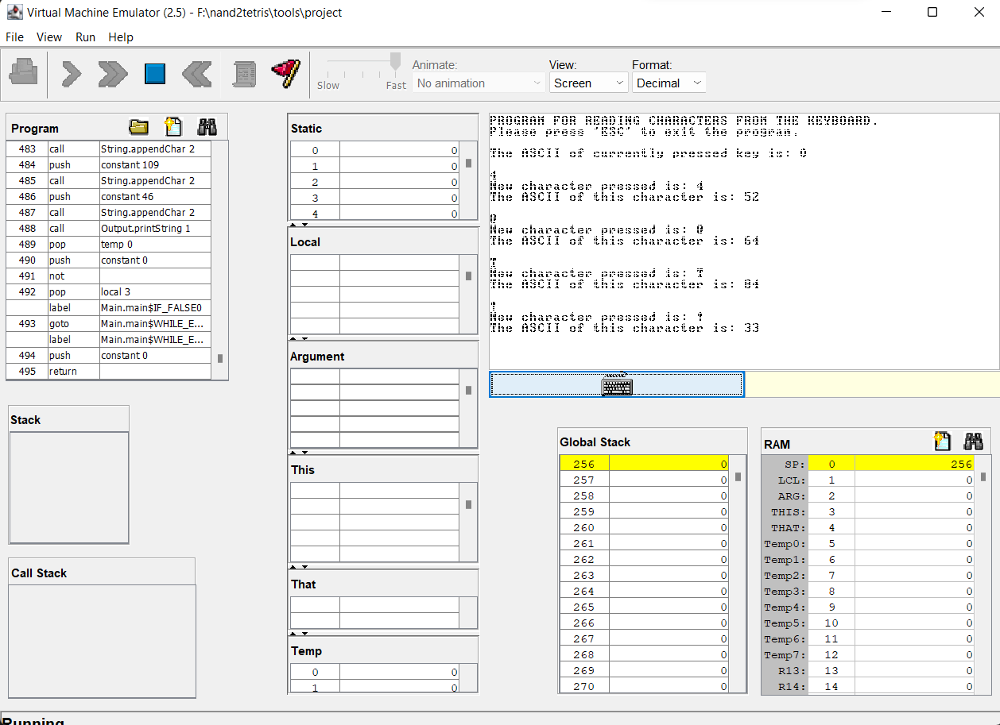 Virtual Machine Emulator (2.5) - F:\nand2tetris\tools\project
File View Run Help
Slow Fast
Animate:
No animation
View:
Screen
Format:
Decimal
Program
483 call String.appendChar 2
484 push constant 109
485 call String.appendChar 2
486 push constant 46
487 call String.appendChar 2
488 call Output.printString 1
489 pop temp 0
490 push constant 0
491 not
492 pop local 3
label Main.main$IF_FALSE0
493 goto Main.main$WHILE_E...
label Main.main$WHILE_E...
494 push constant 0
495 return
Stack
Call Stack
Static
0 0
1 0
2 0
3 0
4 0
Local
Argument
This
That
Temp
0 0
1 0
PROGRAM FOR READING CHARACTERS FROM THE KEYBOARD.
Please press 'ESC' to exit the program.
The ASCII of currently pressed key is: 0
4
New character pressed is: 4
The ASCII of this character is: 52
@
New character pressed is: @
The ASCII of this character is: 64
T
New character pressed is: T
The ASCII of this character is: 84
!
New character pressed is: !
The ASCII of this character is: 33
Global Stack
256 0
257 0
258 0
259 0
260 0
261 0
262 0
263 0
264 0
265 0
266 0
267 0
268 0
269 0
270 0
RAM
SP: 0 256
LCL: 1 0
ARG: 2 0
THIS: 3 0
THAT: 4 0
Temp0: 5 0
Temp1: 6 0
Temp2: 7 0
Temp3: 8 0
Temp4: 9 0
Temp5: 10 0
Temp6: 11 0
Temp7: 12 0
R13: 13 0
R14: 14 0
Running